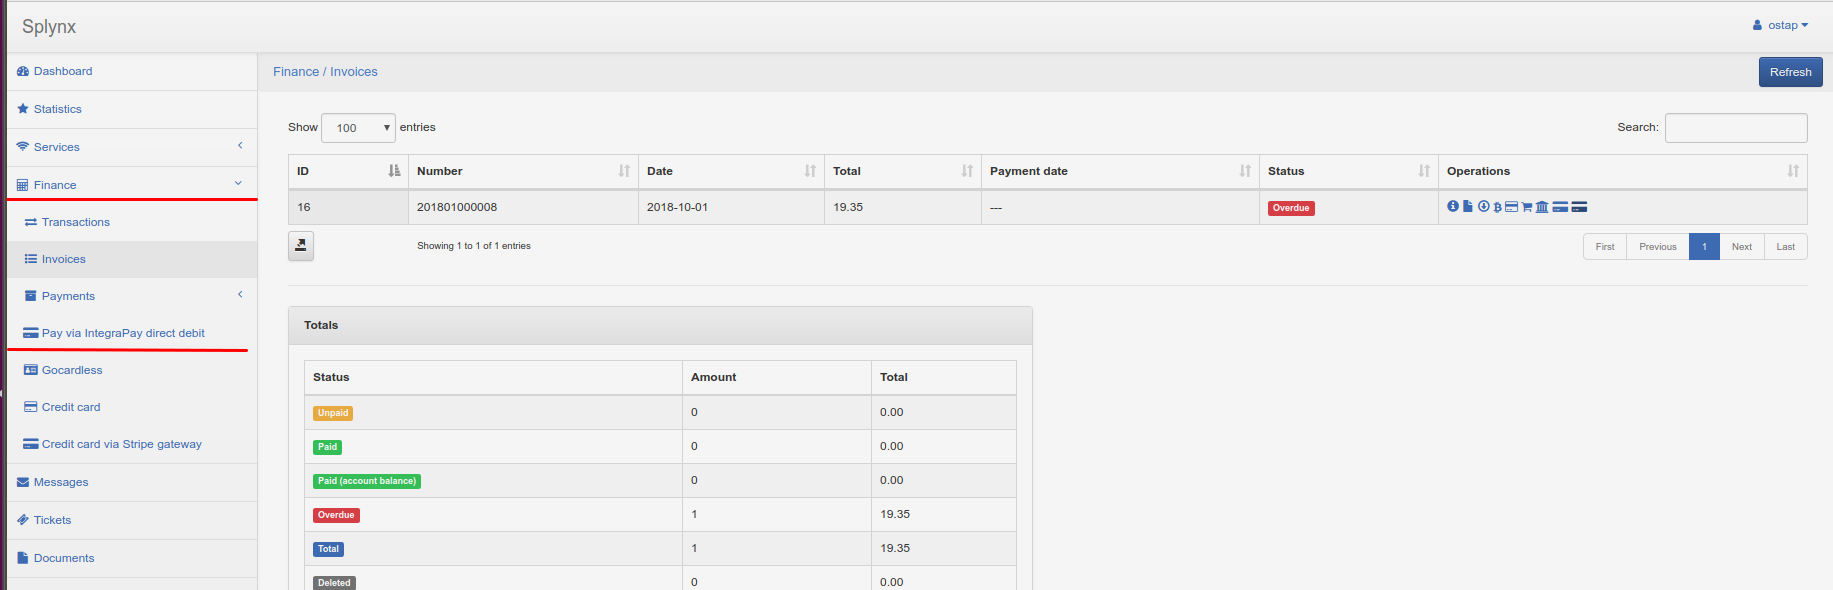 Splynx
ostap
Dashboard
Statistics
Services
Finance
Transactions
Invoices
Payments
Pay via IntegraPay direct debit
Gocardless
Credit card
Credit card via Stripe gateway
Messages
Tickets
Documents
Finance / Invoices
Refresh
Show 100 entries
Search:
ID Number Date Total Payment date Status Operations
16 201801000008 2018-10-01 19.35 --- Overdue
Showing 1 to 1 of 1 entries
First Previous 1 Next Last
Totals
Status Amount Total
Unpaid 0 0.00
Paid 0 0.00
Paid (account balance) 0 0.00
Overdue 1 19.35
Total 1 19.35
Deleted 0 0.00